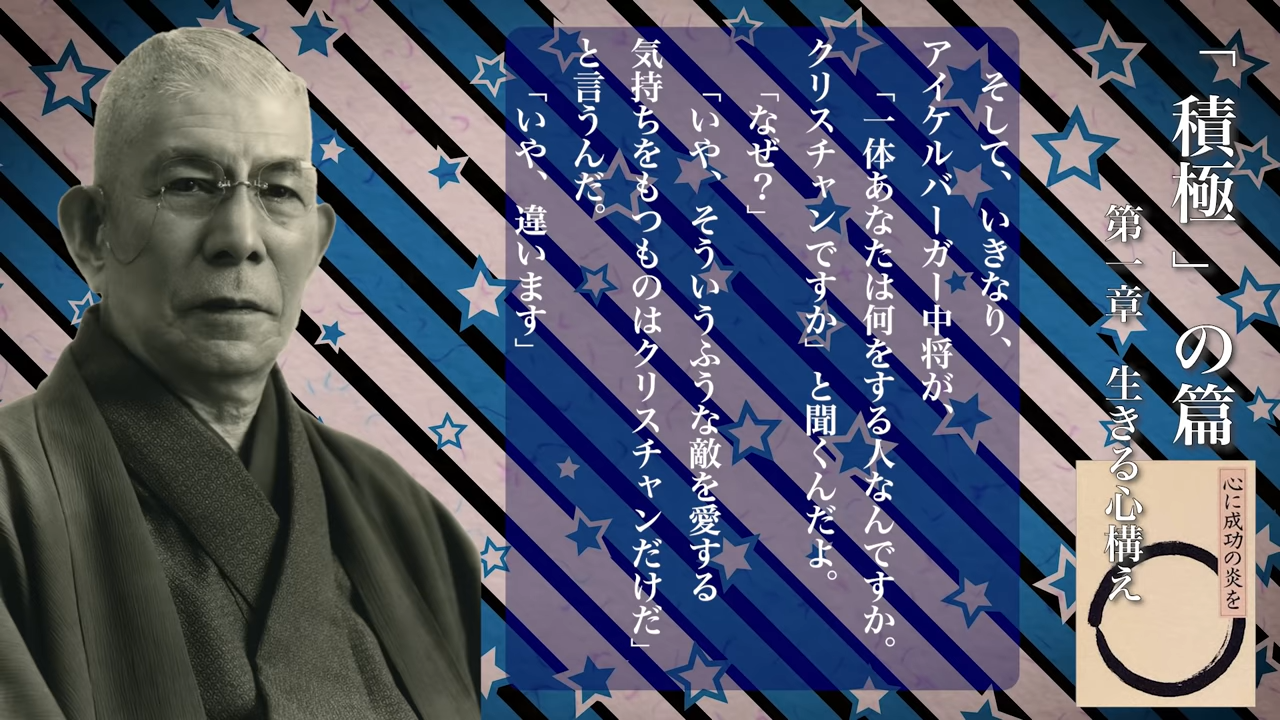 「積極」の篇
第一章　生きる心構え
心に成功の炎を
そして、いきなり、
アイケルバーガー中将が、
「一体あなたは何をする人なんですか。
クリスチャンですか」と聞くんだよ。
「なぜ？」
「いや、そういうふうな敵を愛する
気持ちをもつものはクリスチャンだけだ」
と言うんだ。
「いや、違います」